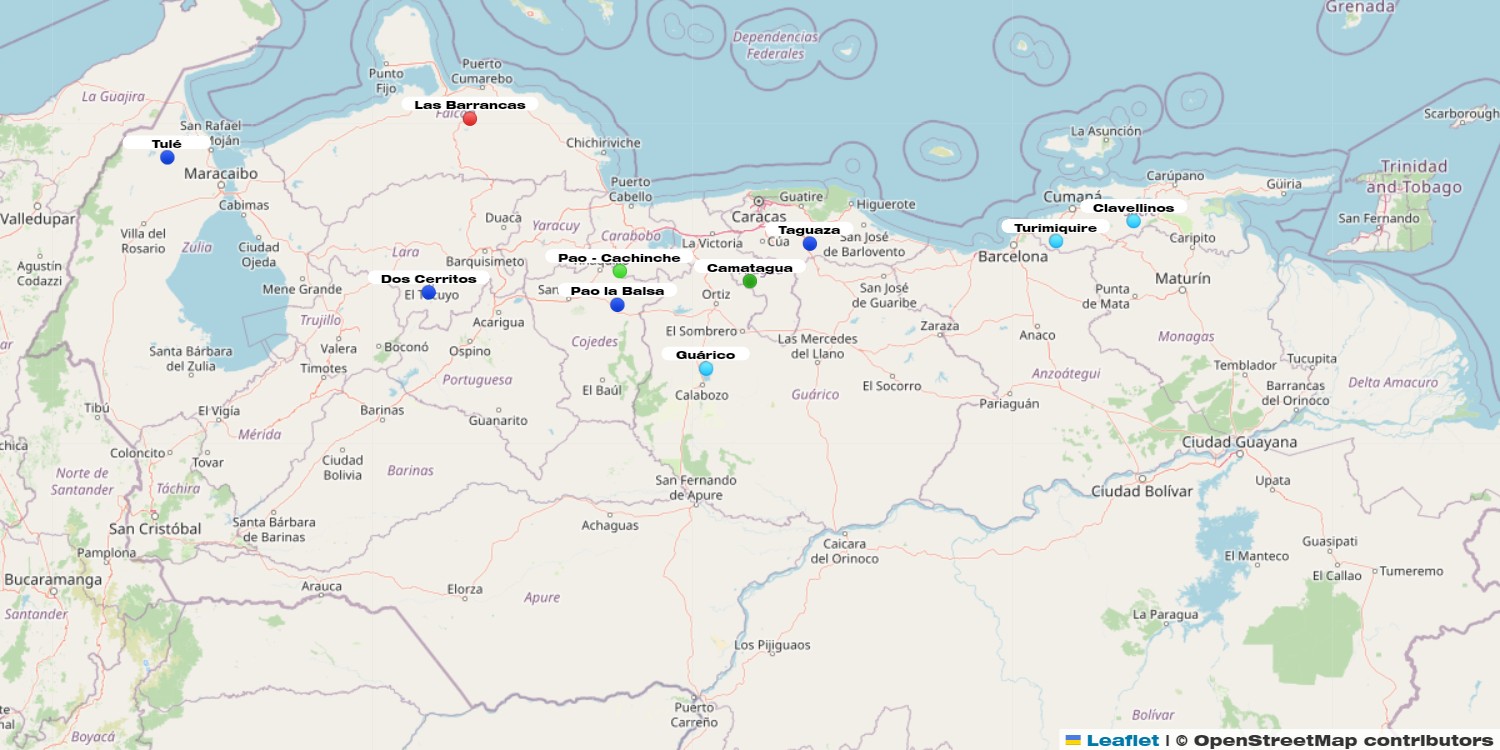 Grenada
Dependencias
Federales
Punto
Fijo
Puerto
Cumarebo
La Guajira
Las Barrancas
Scarborough
San Rafael
Moján
Tulé
Chichiriviche
La Asunción
Maracaibo
Trinidad
and Tobago
Carúpano
Güiria
Puerto
Cabello
Guatire
Higuerote
Cumaná
Clavellinos
Cabimas
Valledupar
Duaca
Yaracuy
Carabobo
Caracas
Turimiquire
San Fernando
Villa del
Rosario
Zulia
Ciudad
Ojeda
Lara
La Victoria
Cúa
Taguaza
San José
de Barlovento
Caripito
Barcelona
Agustín
Codazzi
Barquisimeto
Pao - Cachinche
Camatagua
Dos Cerritos
Mene Grande
San
Pao la Balsa
Ortiz
San José
de Guaribe
Maturín
Punta
de Mata
Acarigua
Trujillo
El Sombrero
Zaraza
Anaco
Monagas
Valera
Boconó
Ospino
Cojedes
Las Mercedes
del Llano
Santa Bárbara
del Zulia
Timotes
Guárico
Tucupita
Temblador
Portuguesa
El Baúl
Calabozo
Guárico
El Socorro
Anzoátegui
Barrancas
del Orinoco
Delta Amacuro
Tibú
El Vigía
Barinas
Guanarito
Pariaguán
Mérida
Ciudad Guayana
Coloncito
Tovar
Ciudad
Bolivia
Barinas
Norte de
Santander
Táchira
San Fernando
de Apure
Ciudad Bolívar
Upata
San Cristóbal
Santa Bárbara
de Barinas
Achaguas
Pamplona
Caicara
del Orinoco
El Manteco
Guasipati
El Callao
Tumeremo
Bucaramanga
Arauca
Elorza
Apure
Santander
La Paragua
Los Pijiguaos
Puerto
Carreño
Bolívar
Boyacá
Leaflet | © OpenStreetMap contributors